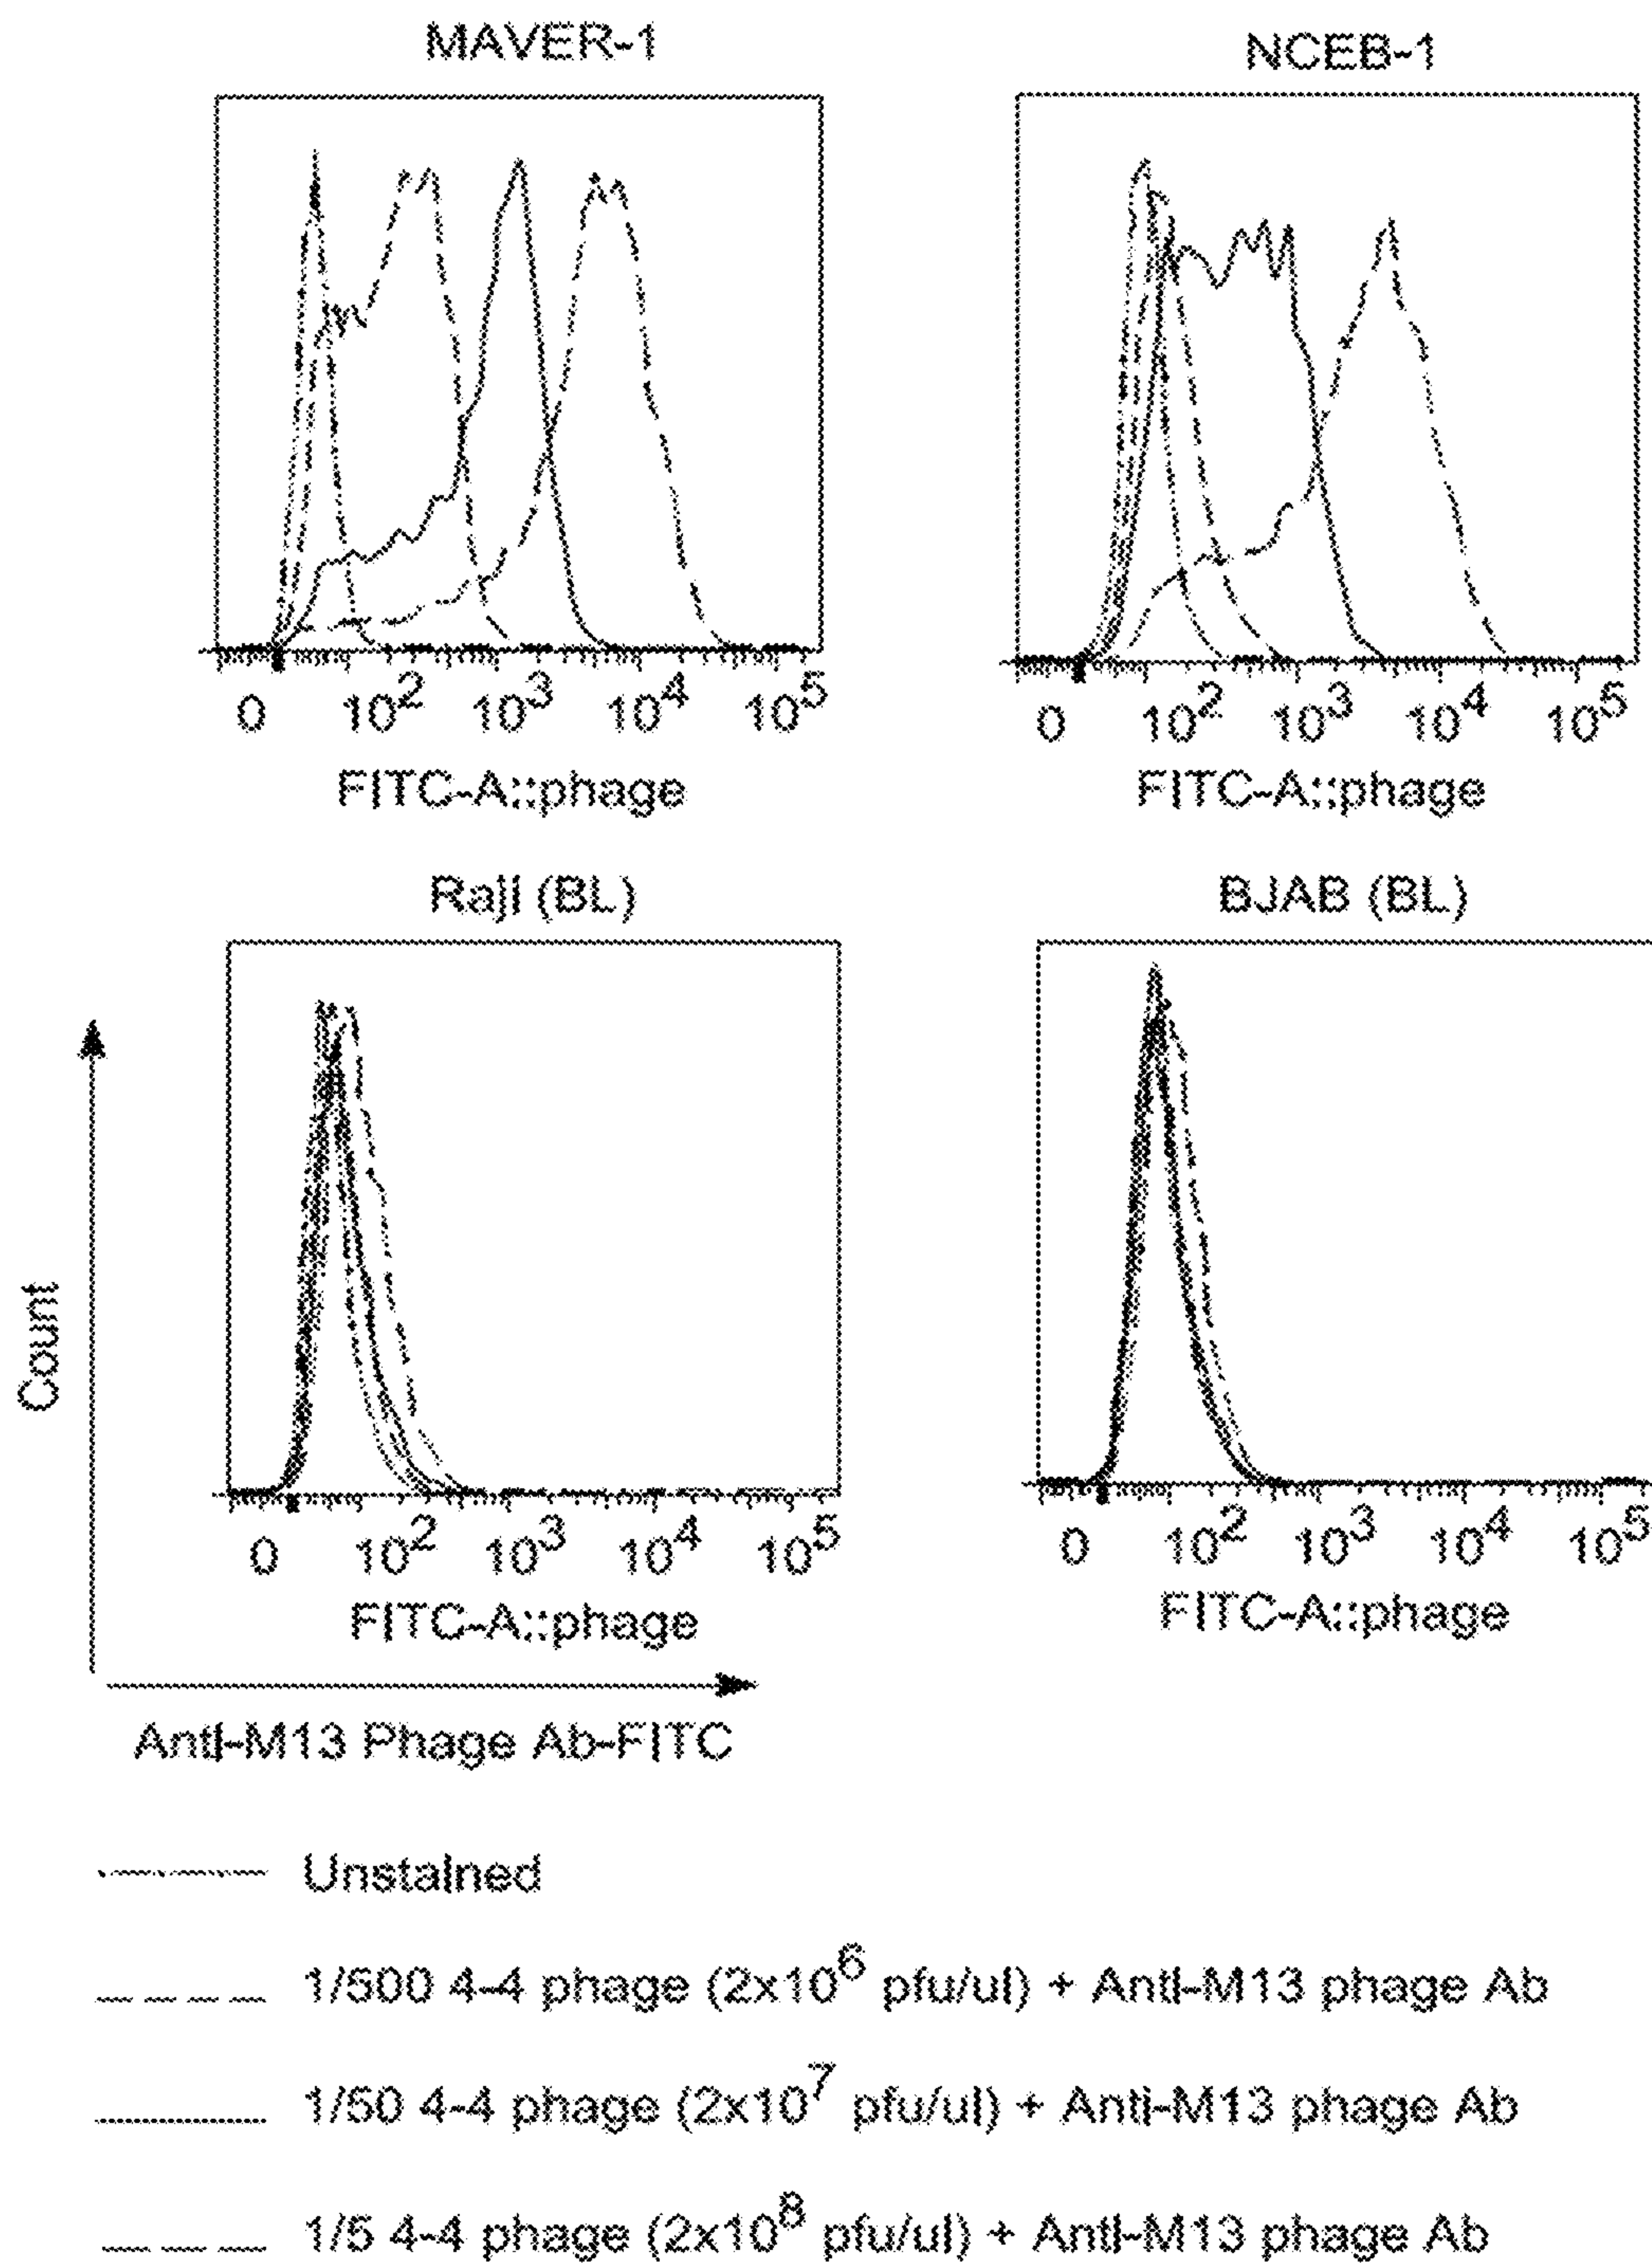 MAVER-1
NCEB-1
0 10^2 10^3 10^4 10^5
0 10^2 10^3 10^4 10^5
FITC-A::phage
FITC-A::phage
Raji (BL)
BJAB (BL)
Count
0 10^2 10^3 10^4 10^5
0 10^2 10^3 10^4 10^5
FITC-A::phage
FITC-A::phage
Anti-M13 Phage Ab-FITC
Unstained
1/500 4-4 phage (2x10^6 pfu/ul) + Anti-M13 phage Ab
1/50 4-4 phage (2x10^7 pfu/ul) + Anti-M13 phage Ab
1/5 4-4 phage (2x10^8 pfu/ul) + Anti-M13 phage Ab